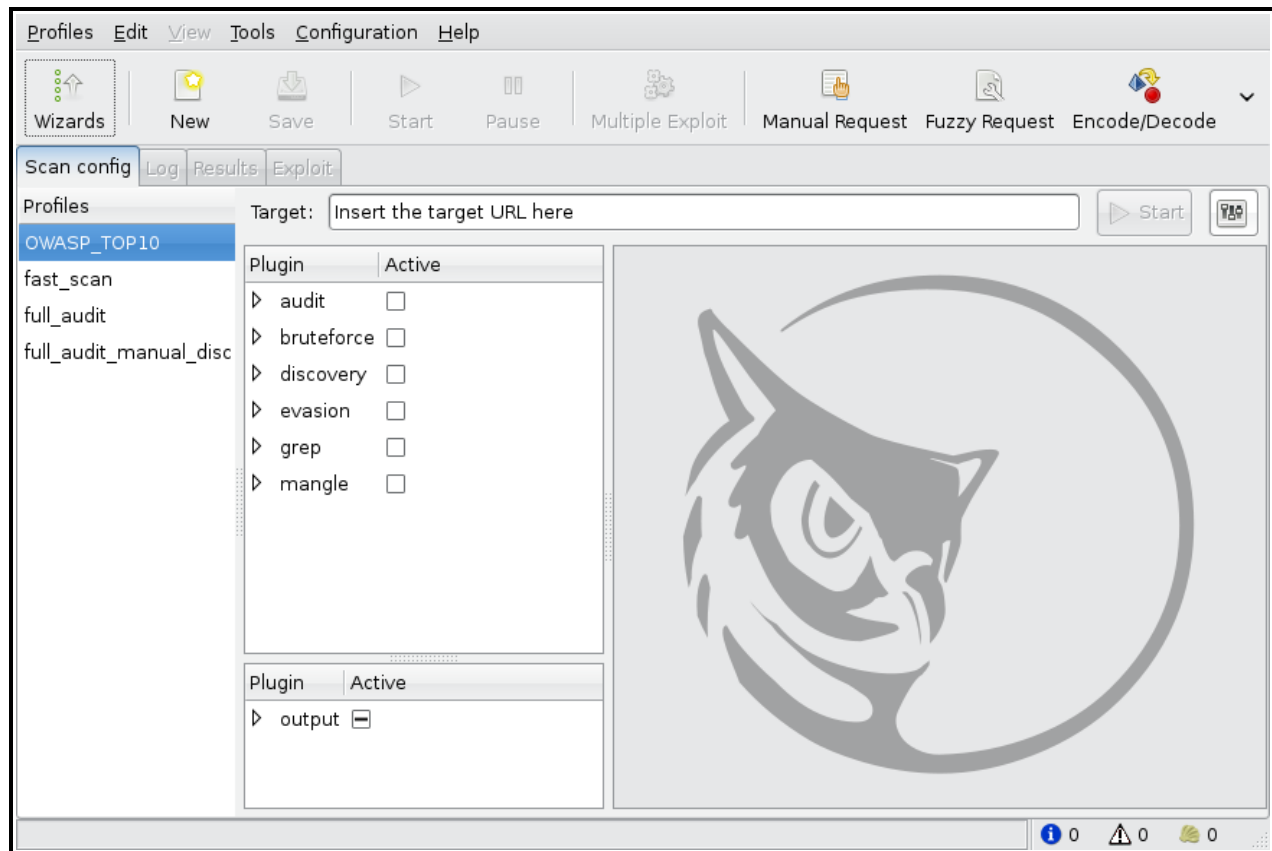 Profiles Edit View Tools Configuration Help
Wizards New Save Start Pause Multiple Exploit Manual Request Fuzzy Request Encode/Decode
Scan config Log Results Exploit
Profiles
OWASP_TOP10
fast_scan
full_audit
full_audit_manual_disc
Target: Insert the target URL here Start
Plugin Active
audit
bruteforce
discovery
evasion
grep
mangle
Plugin Active
output
0 0 0